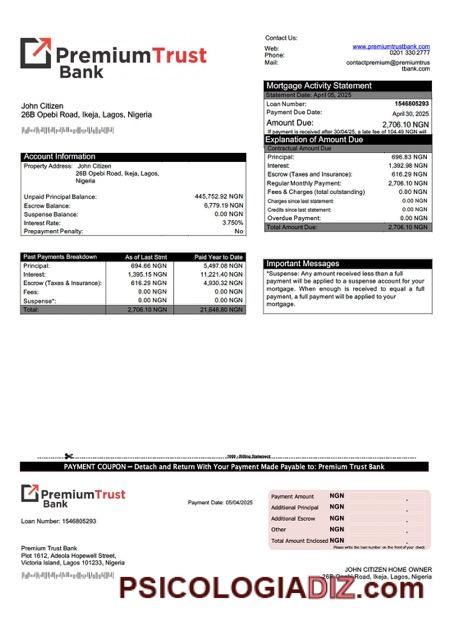 PremiumTrust
Bank
Contact Us:
Web: www.premiumtrustbank.com
Phone: 0201 330 2777
Mail: contactpremium@premiumtrus
tbank.com
John Citizen
26B Opebi Road, Ikeja, Lagos, Nigeria
Mortgage Activity Statement
Statement Date: April 05, 2025
Loan Number: 1546805293
Payment Due Date: April 30, 2025
Amount Due: 2,706.10 NGN
If payment is received after 30/04/25, a late fee of 104.49 NGN will
Explanation of Amount Due
Contractual Amount Due
Principal: 696.83 NGN
Interest: 1,392.98 NGN
Escrow (Taxes and Insurance): 616.29 NGN
Regular Monthly Payment: 2,706.10 NGN
Fees & Charges (total outstanding) 0.00 NGN
Charges since last statement: 0.00 NGN
Credits since last statement: 0.00 NGN
Overdue Payment: 0.00 NGN
Total Amount Due: 2,706.10 NGN
Account Information
Property Address: John Citizen
26B Opebi Road, Ikeja, Lagos,
Nigeria
Unpaid Principal Balance: 445,752.92 NGN
Escrow Balance: 6,779.19 NGN
Suspense Balance: 0.00 NGN
Interest Rate: 3.750%
Prepayment Penalty: No
Past Payments Breakdown As of Last Stmt Paid Year to Date
Principal: 694.66 NGN 5,497.08 NGN
Interest: 1,395.15 NGN 11,221.40 NGN
Escrow (Taxes & Insurance): 616.29 NGN 4,930.32 NGN
Fees: 0.00 NGN 0.00 NGN
Suspense*: 0.00 NGN 0.00 NGN
Total: 2,706.10 NGN 21,648.80 NGN
Important Messages
*Suspense: Any amount received less than a full
payment will be applied to a suspense account for your
mortgage. When enough is received to equal a full
payment, a full payment will be applied to your
mortgage.
PAYMENT COUPON – Detach and Return With Your Payment Made Payable to: Premium Trust Bank
PremiumTrust
Bank
Payment Date: 05/04/2025
Loan Number: 1546805293
Payment Amount NGN
Additional Principal NGN
Additional Escrow NGN
Other NGN
Total Amount Enclosed NGN
Please write the loan number on the front of your check
Premium Trust Bank
Plot 1612, Adeola Hopewell Street,
Victoria Island, Lagos 101233, Nigeria
JOHN CITIZEN HOME OWNER
26B Opebi Road, Ikeja, Lagos, Nigeria
PSICOLOGIADIZ.com